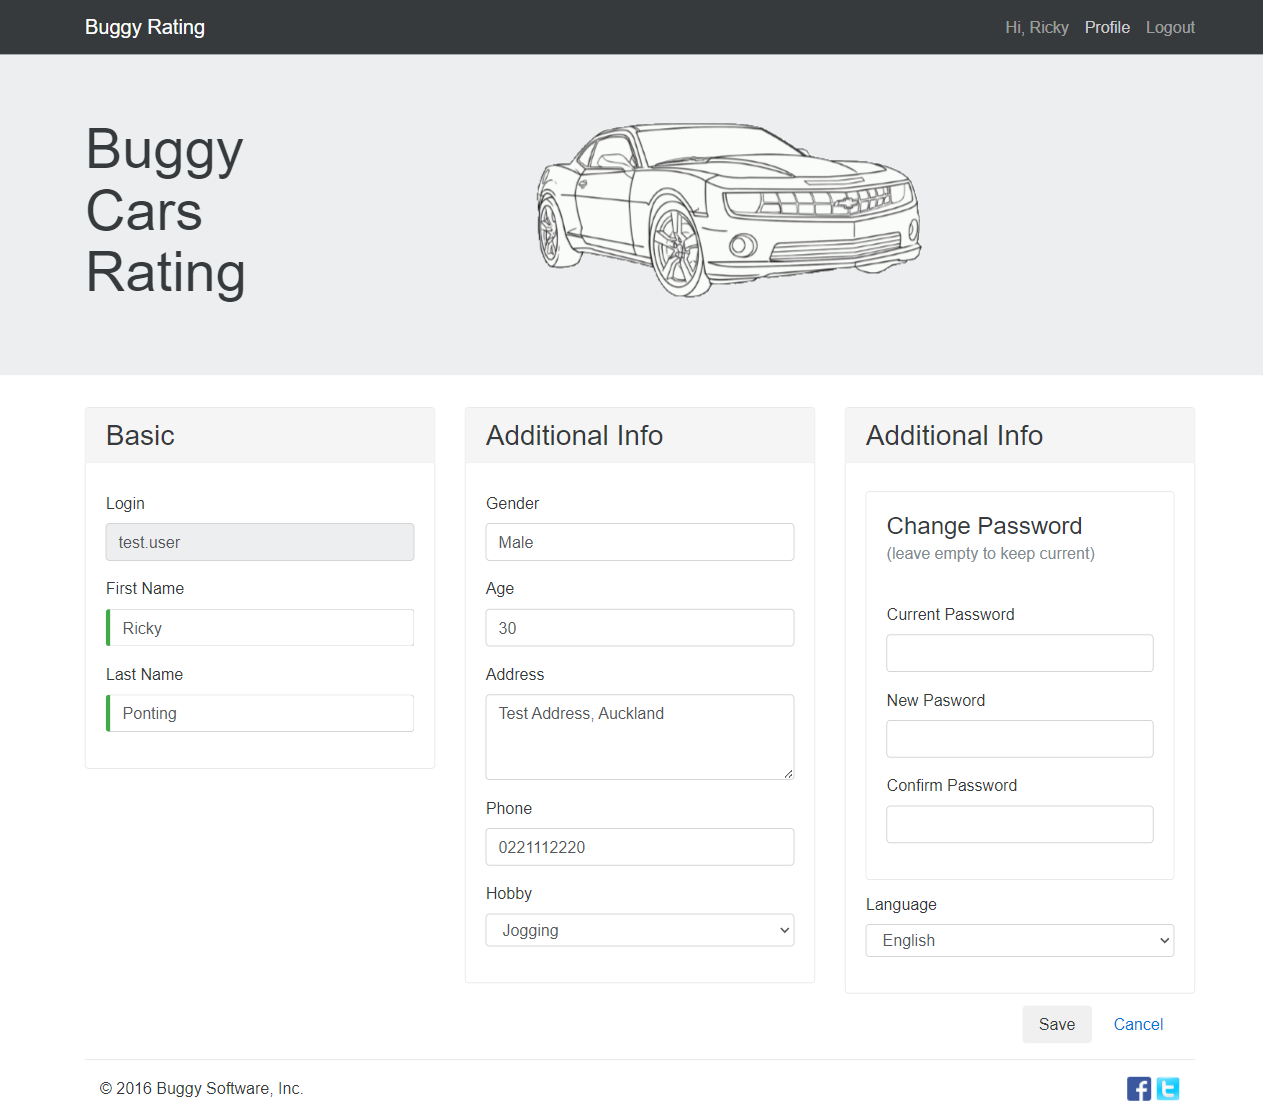 Buggy Rating
Hi, Ricky
Profile
Logout
Buggy
Cars
Rating
Basic
Login
test.user
First Name
Ricky
Last Name
Ponting
Additional Info
Gender
Male
Age
30
Address
Test Address, Auckland
Phone
0221112220
Hobby
Jogging
Additional Info
Change Password
(leave empty to keep current)
Current Password
New Pasword
Confirm Password
Language
English
Save
Cancel
© 2016 Buggy Software, Inc.